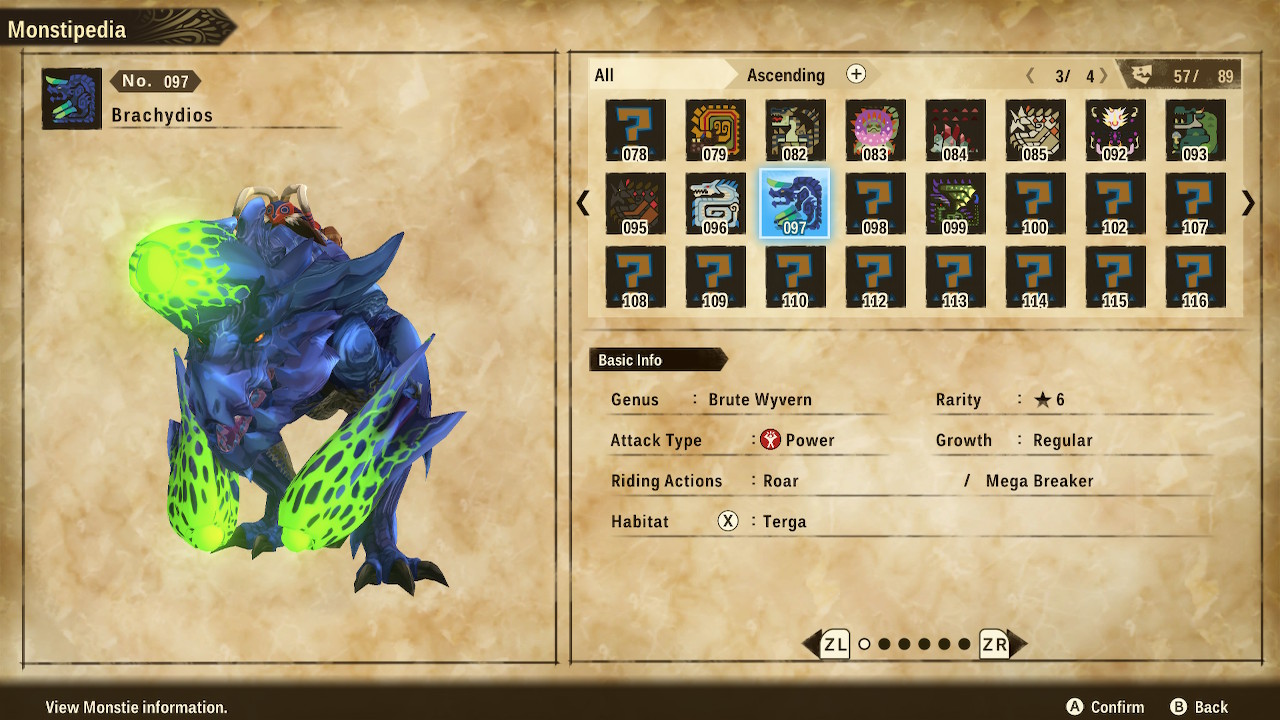 Monstipedia
No. 097
Brachydios
All
Ascending
3/ 4
57/ 89
? 078
079
082
083
084
085
092
093
095
096
097
? 098
099
? 100
? 102
? 107
? 108
? 109
? 110
? 112
? 113
? 114
? 115
? 116
Basic Info
Genus : Brute Wyvern
Rarity : ★ 6
Attack Type : Power
Growth : Regular
Riding Actions : Roar / Mega Breaker
Habitat X : Terga
ZL
ZR
View Monstie information.
A Confirm
B Back